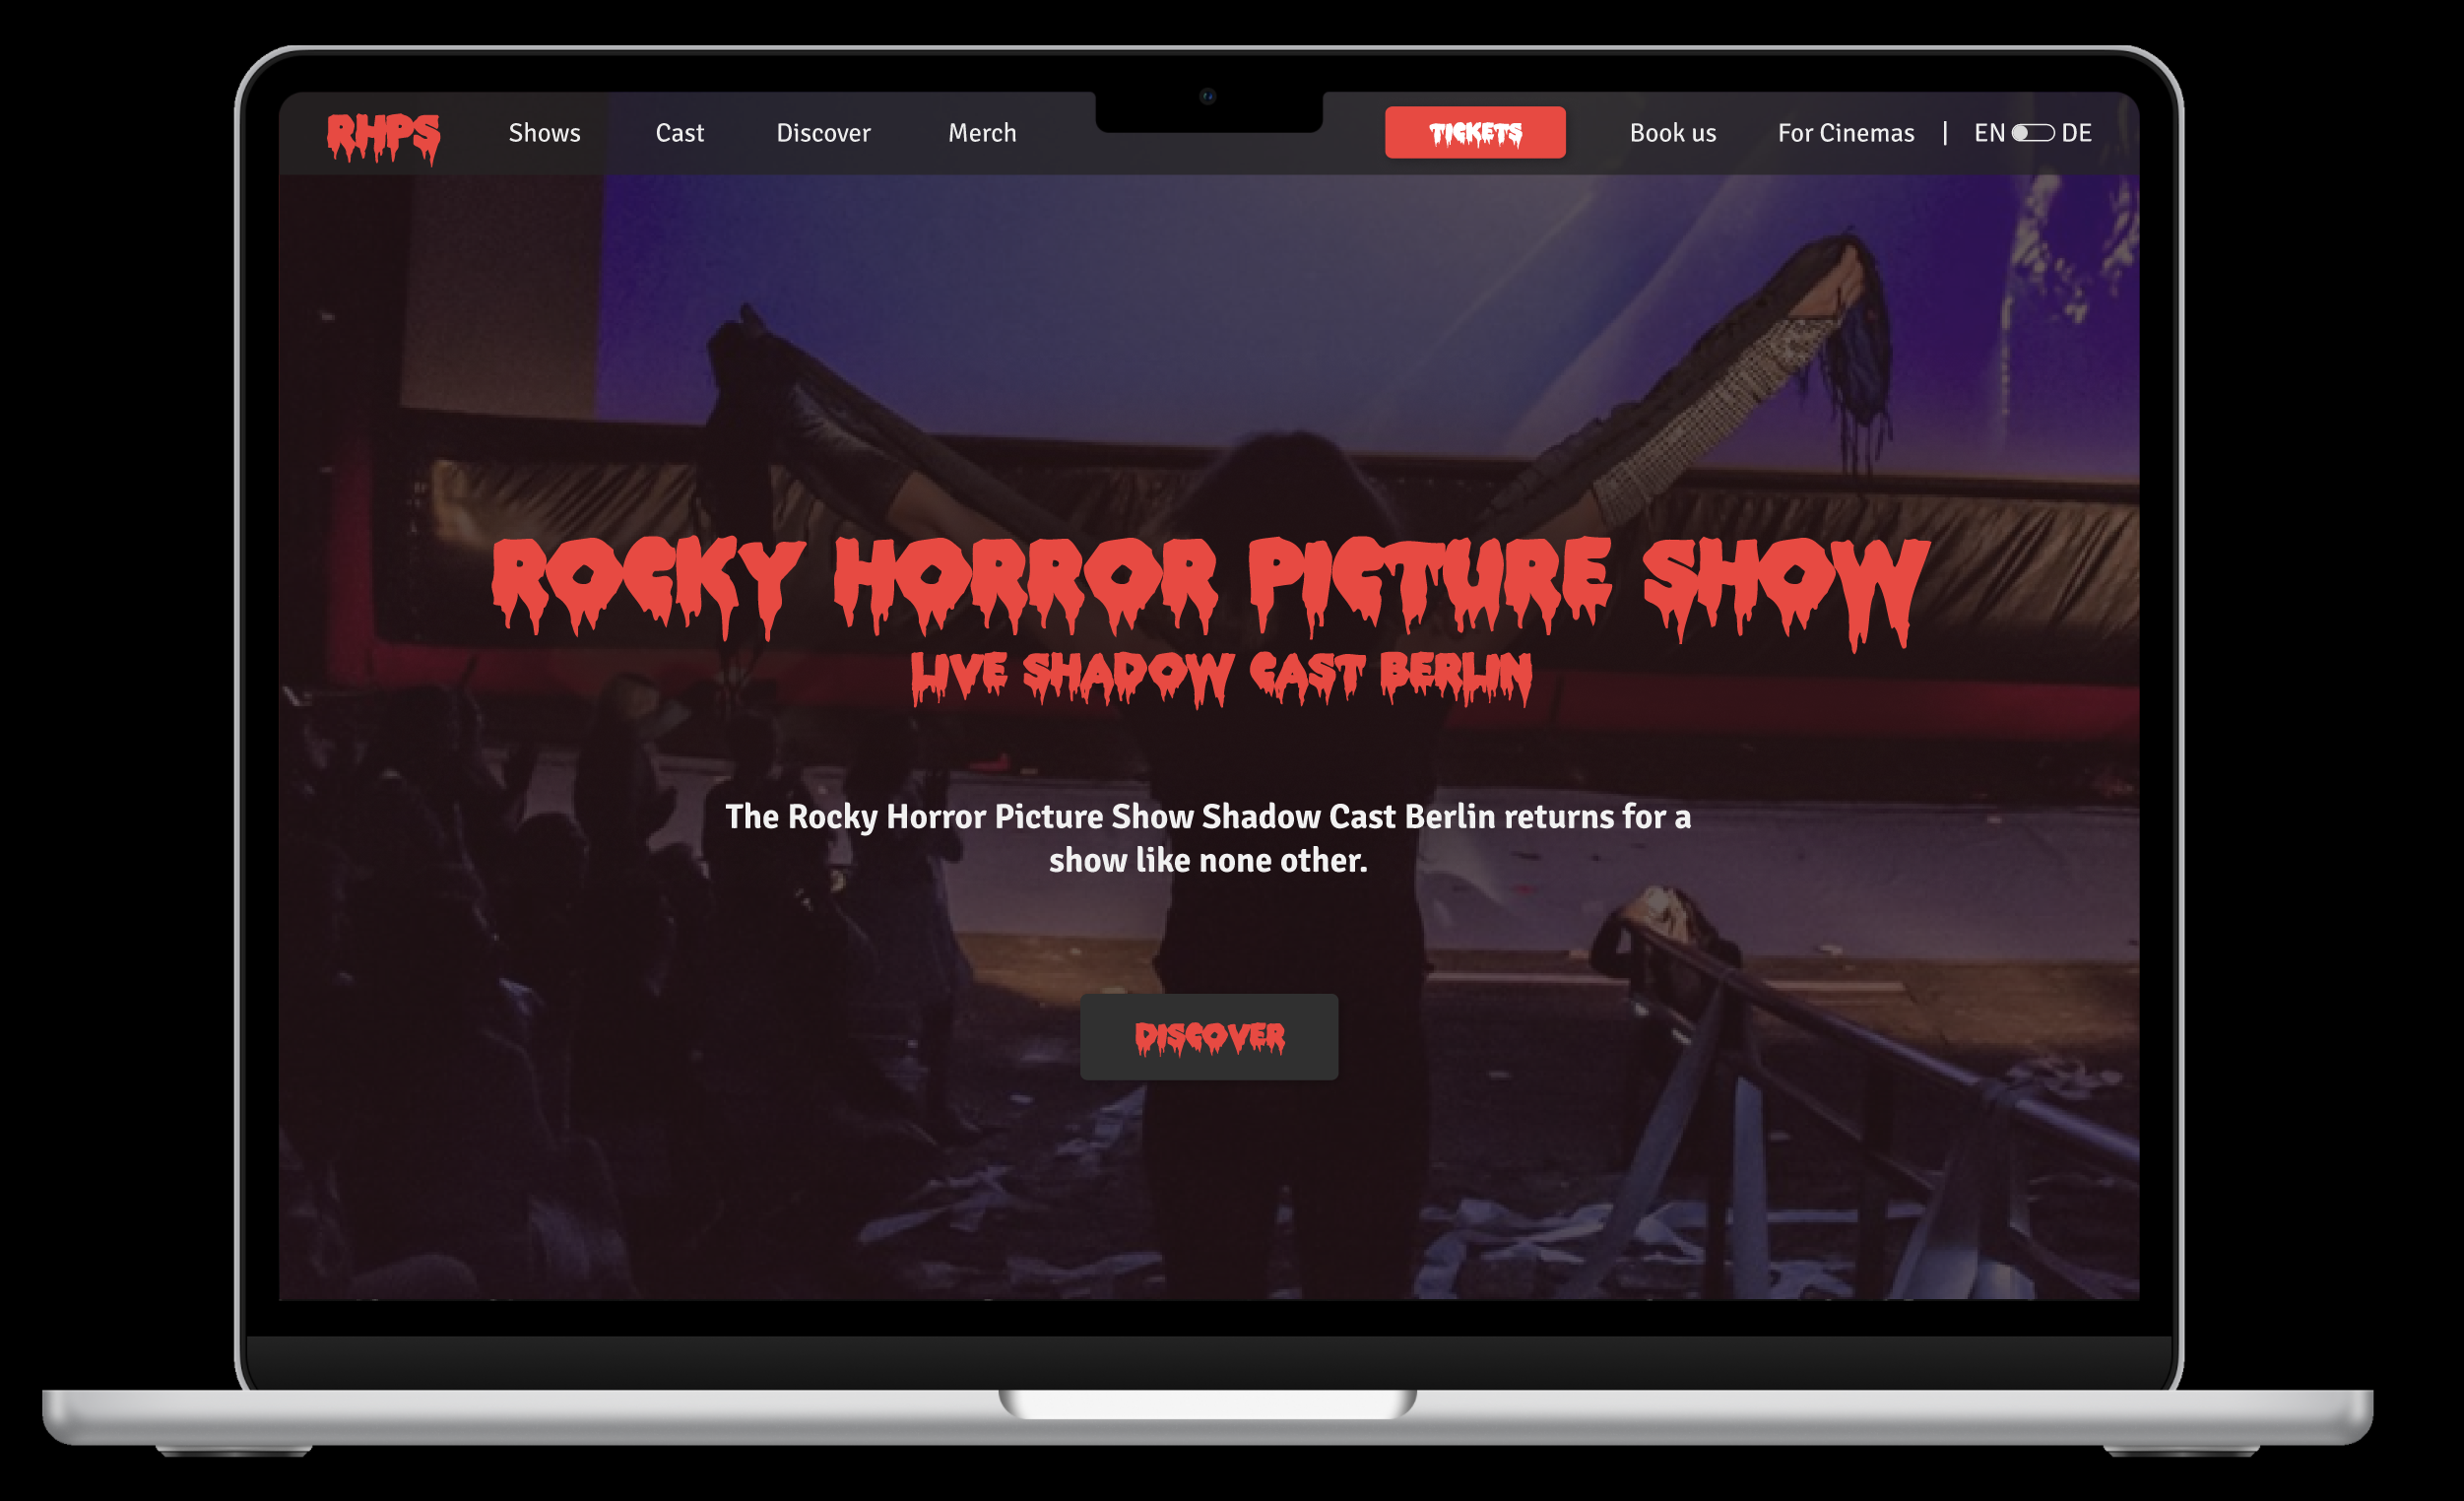 RHPS Shows Cast Discover Merch TICKETS Book us For Cinemas | EN DE
ROCKY HORROR PICTURE SHOW
LIVE SHADOW CAST BERLIN
The Rocky Horror Picture Show Shadow Cast Berlin returns for a
show like none other.
DISCOVER